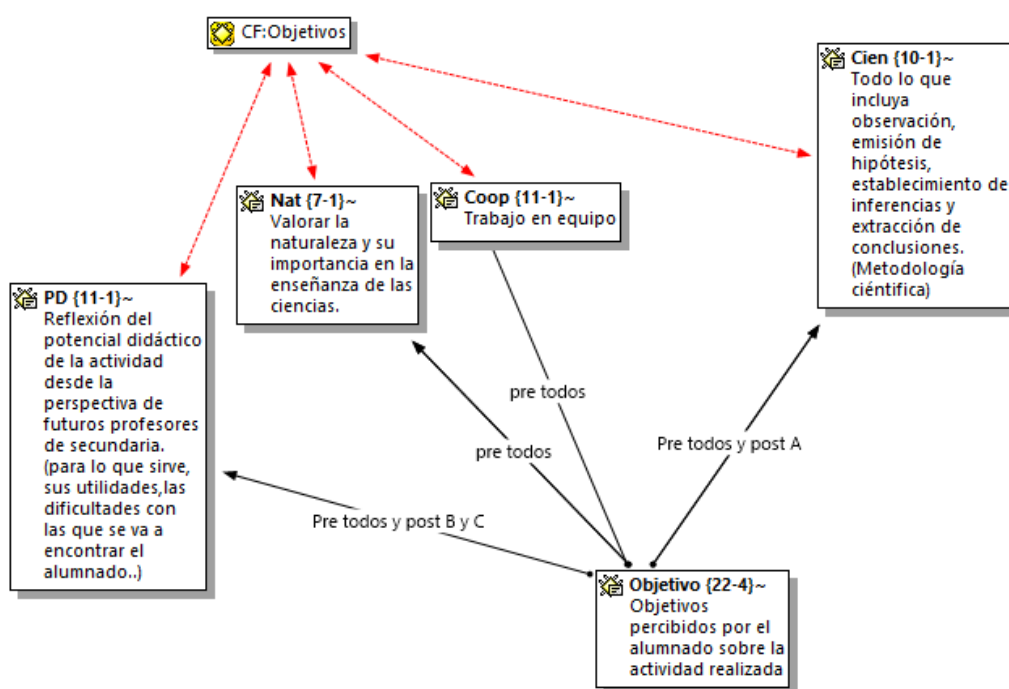 CF:Objetivos
Cien {10-1}~
Todo lo que
incluya
observación,
emisión de
hipótesis,
establecimiento de
inferencias y
extracción de
conclusiones.
(Metodología
ciéntifica)
Nat {7-1}~
Valorar la
naturaleza y su
importancia en la
enseñanza de las
ciencias.
Coop {11-1}~
Trabajo en equipo
PD {11-1}~
Reflexión del
potencial didáctico
de la actividad
desde la
perspectiva de
futuros profesores
de secundaria.
(para lo que sirve,
sus utilidades,las
dificultades con
las que se va a
encontrar el
alumnado..)
pre todos
pre todos
Pre todos y post A
Pre todos y post B y C
Objetivo {22-4}~
Objetivos
percibidos por el
alumnado sobre la
actividad realizada